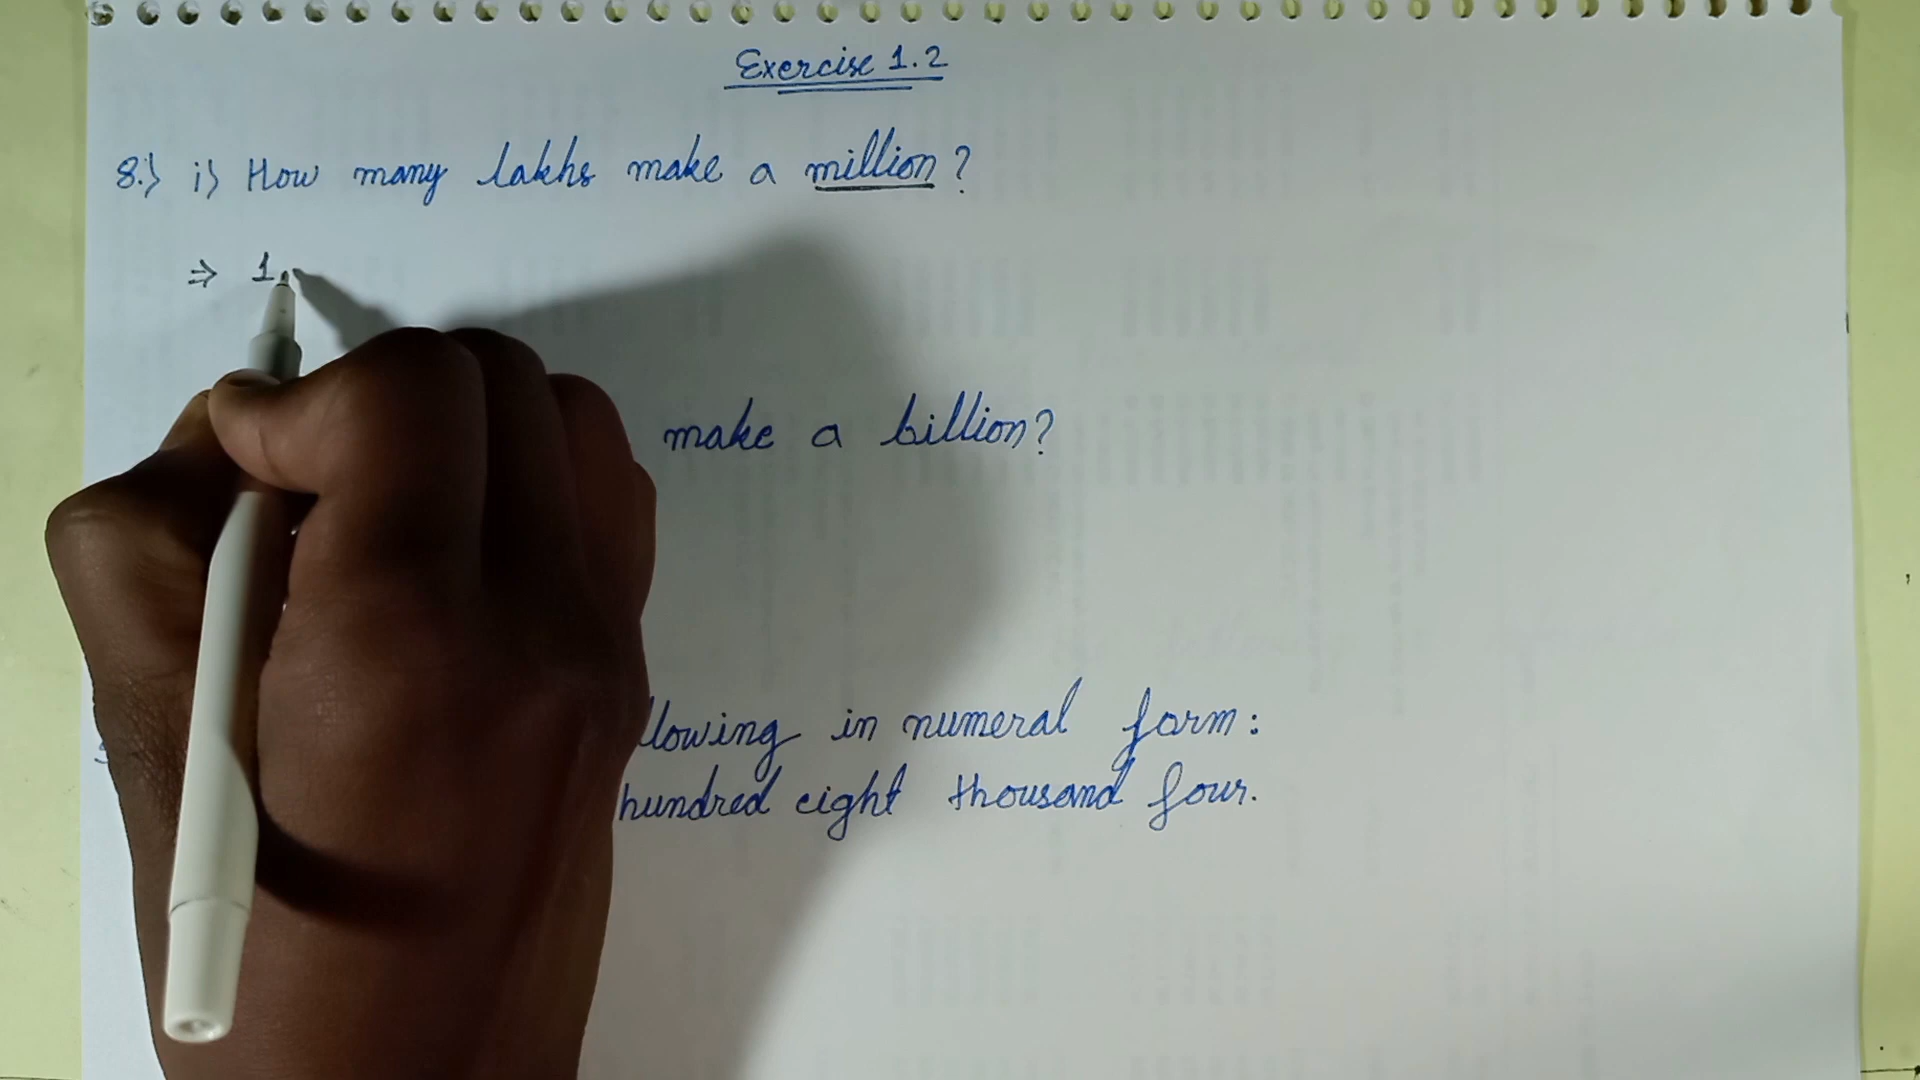 Exercise 1.2
8.) i) How many lakhs make a million?
⇒ 1
make a billion?
llowing in numeral form:
hundred eight thousand four.